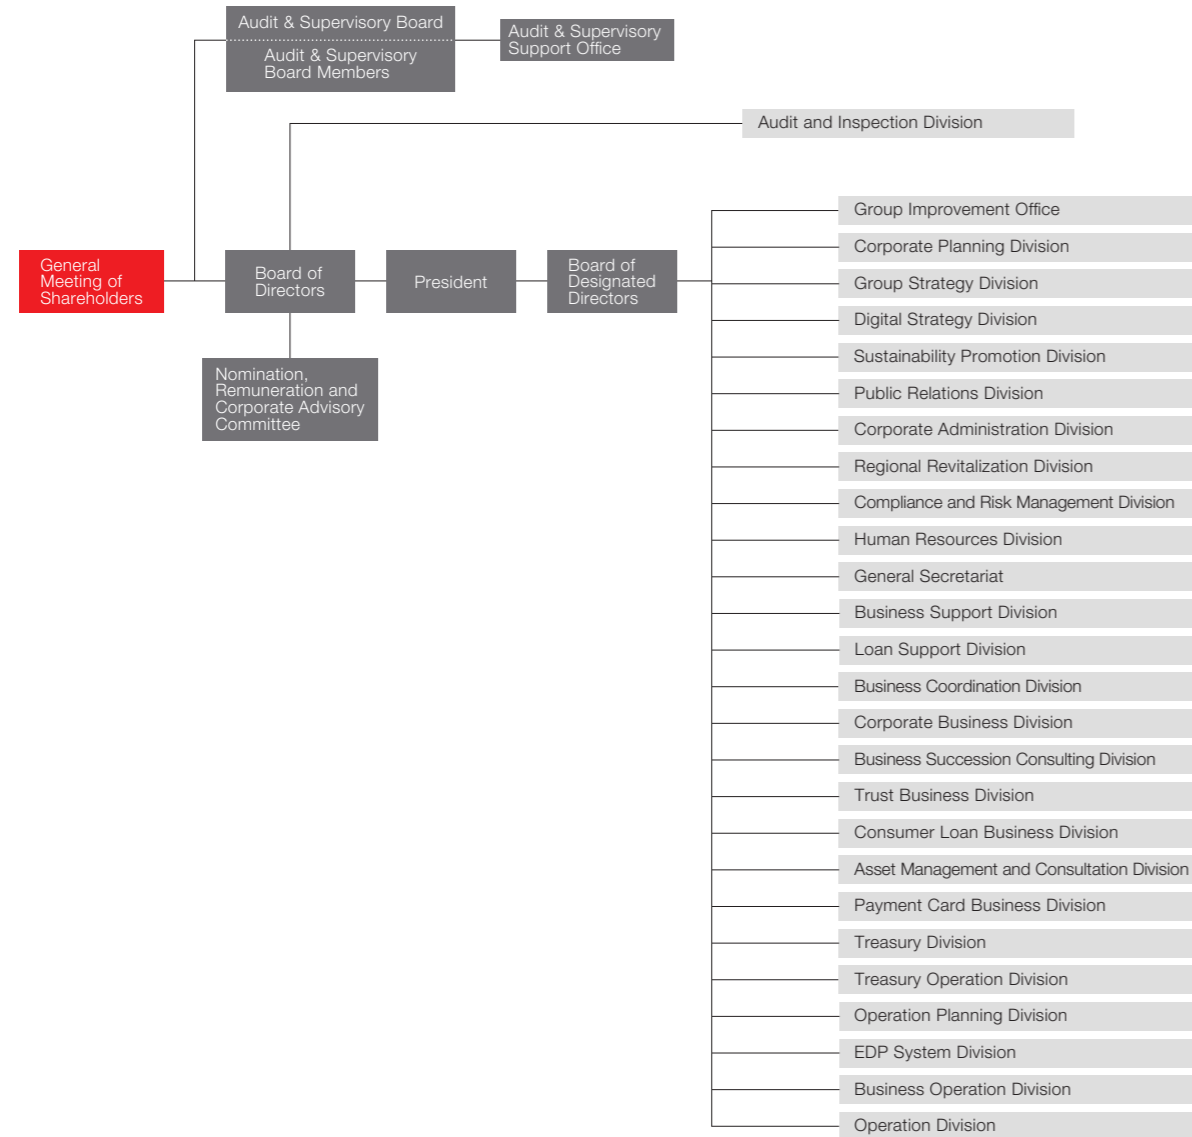 Audit & Supervisory Board
Audit & Supervisory
Board Members
Audit & Supervisory
Support Office
Audit and Inspection Division
General
Meeting of
Shareholders
Board of
Directors
President
Board of
Designated
Directors
Nomination,
Remuneration and
Corporate Advisory
Committee
Group Improvement Office
Corporate Planning Division
Group Strategy Division
Digital Strategy Division
Sustainability Promotion Division
Public Relations Division
Corporate Administration Division
Regional Revitalization Division
Compliance and Risk Management Division
Human Resources Division
General Secretariat
Business Support Division
Loan Support Division
Business Coordination Division
Corporate Business Division
Business Succession Consulting Division
Trust Business Division
Consumer Loan Business Division
Asset Management and Consultation Division
Payment Card Business Division
Treasury Division
Treasury Operation Division
Operation Planning Division
EDP System Division
Business Operation Division
Operation Division